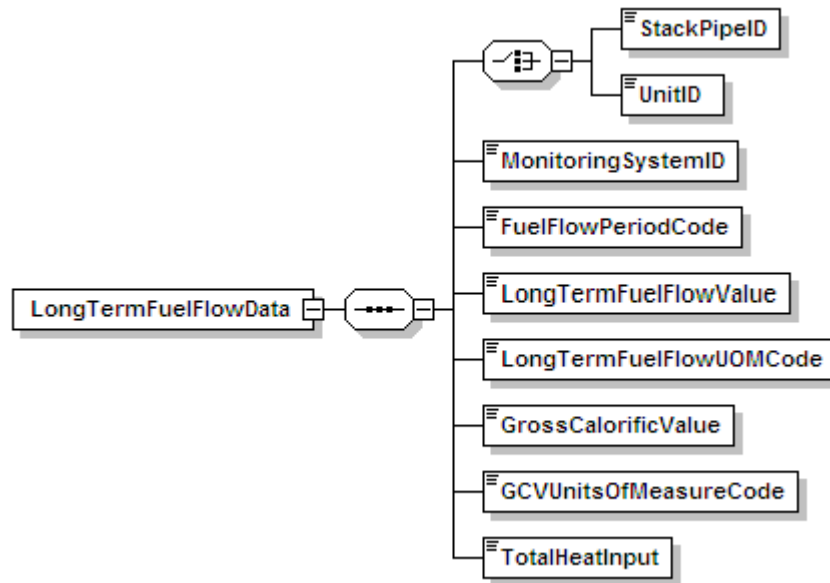 StackPipeID
UnitID
MonitoringSystemID
FuelFlowPeriodCode
LongTermFuelFlowData
LongTermFuelFlowValue
LongTermFuelFlowUOMCode
GrossCalorificValue
GCVUnitsOfMeasureCode
TotalHeatInput